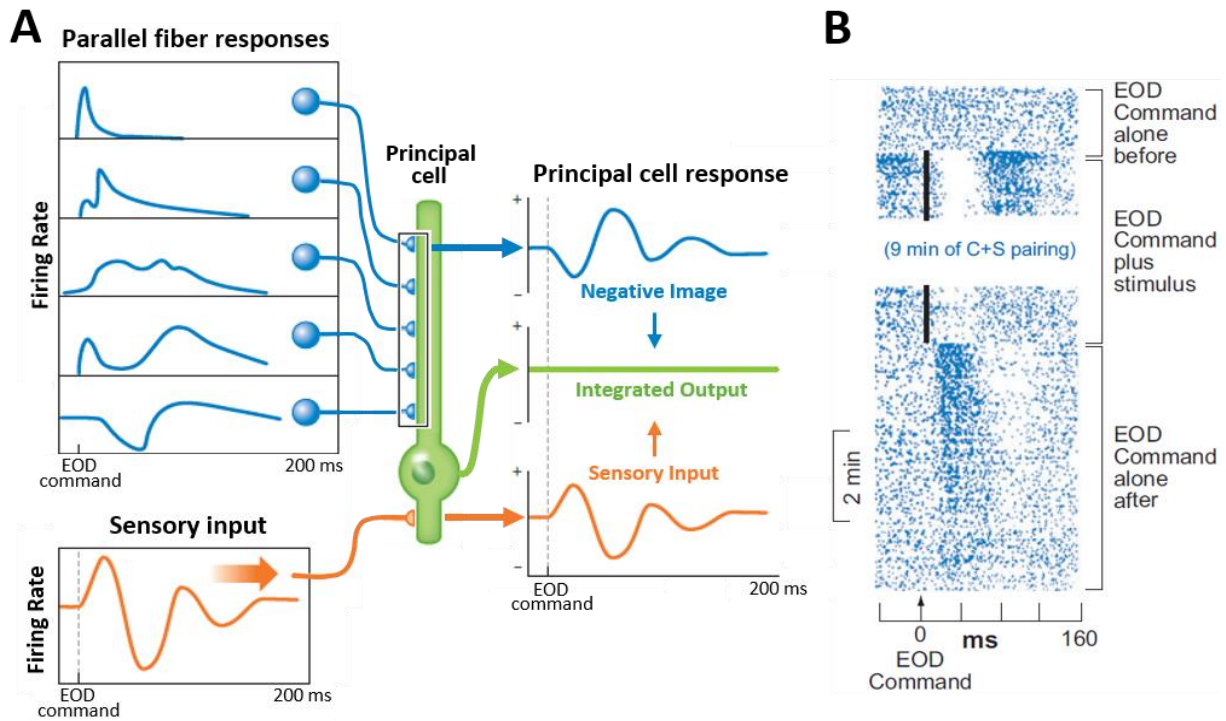 A
Parallel fiber responses
Firing Rate
EOD
command
200 ms
Sensory input
Firing Rate
EOD
command
200 ms
Principal
cell
Principal cell response
+
−
Negative Image
+
−
Integrated Output
Sensory Input
+
−
EOD
command
200 ms
B
EOD
Command
alone
before
EOD
Command
plus
stimulus
(9 min of C+S pairing)
EOD
Command
alone
after
2 min
0
ms
160
EOD
Command